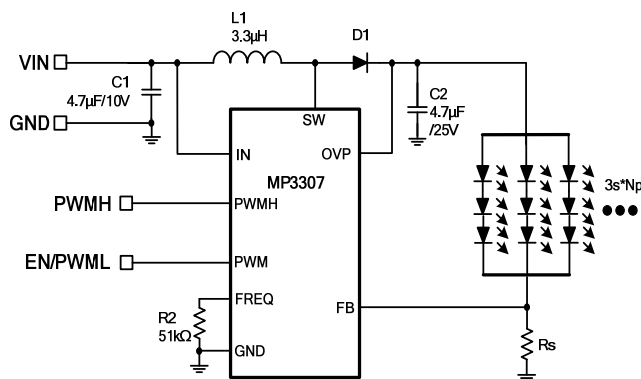 L1
3.3µH
D1
VIN
C1
4.7µF/10V
GND
SW
C2
4.7µF
/25V
IN
OVP
MP3307
3s*Np
PWMH
PWMH
EN/PWML
PWM
FREQ
R2
51kΩ
FB
GND
Rs